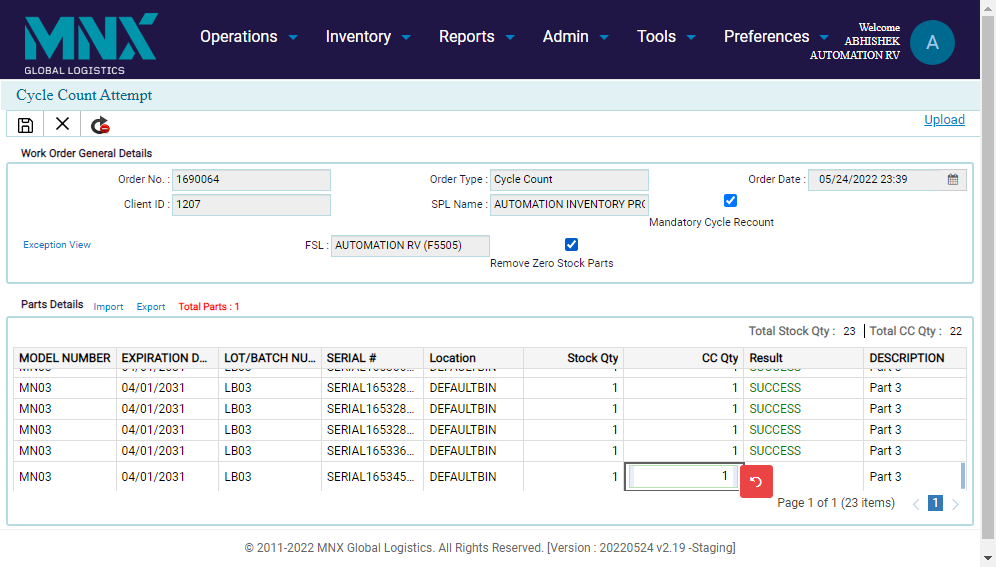 MNX
GLOBAL LOGISTICS
Operations Inventory Reports Admin Tools Preferences
Welcome
ABHISHEK
AUTOMATION RV
A
Cycle Count Attempt
Upload
Work Order General Details
Order No. : 1690064 Order Type : Cycle Count Order Date : 05/24/2022 23:39
Client ID : 1207 SPL Name : AUTOMATION INVENTORY PRO
Mandatory Cycle Recount
Exception View FSL : AUTOMATION RV (F5505)
Remove Zero Stock Parts
Parts Details Import Export Total Parts : 1
Total Stock Qty : 23 Total CC Qty : 22
MODEL NUMBER EXPIRATION D... LOT/BATCH NU... SERIAL # Location Stock Qty CC Qty Result DESCRIPTION
MN03 04/01/2031 LB03 SERIAL165328... DEFAULTBIN 1 1 SUCCESS Part 3
MN03 04/01/2031 LB03 SERIAL165328... DEFAULTBIN 1 1 SUCCESS Part 3
MN03 04/01/2031 LB03 SERIAL165328... DEFAULTBIN 1 1 SUCCESS Part 3
MN03 04/01/2031 LB03 SERIAL165336... DEFAULTBIN 1 1 SUCCESS Part 3
MN03 04/01/2031 LB03 SERIAL165345... DEFAULTBIN 1 1 Part 3
Page 1 of 1 (23 items) 1
© 2011-2022 MNX Global Logistics. All Rights Reserved. [Version : 20220524 v2.19 -Staging]